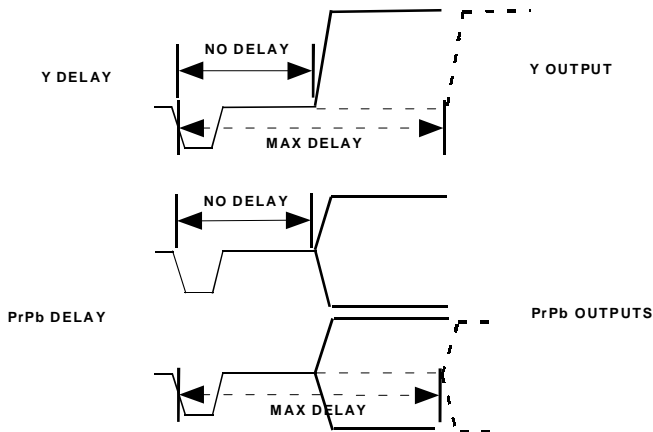 NO DELAY
Y DELAY
Y OUTPUT
MAX DELAY
NO DELAY
PrPb DELAY
PrPb OUTPUTS
MAX DELAY